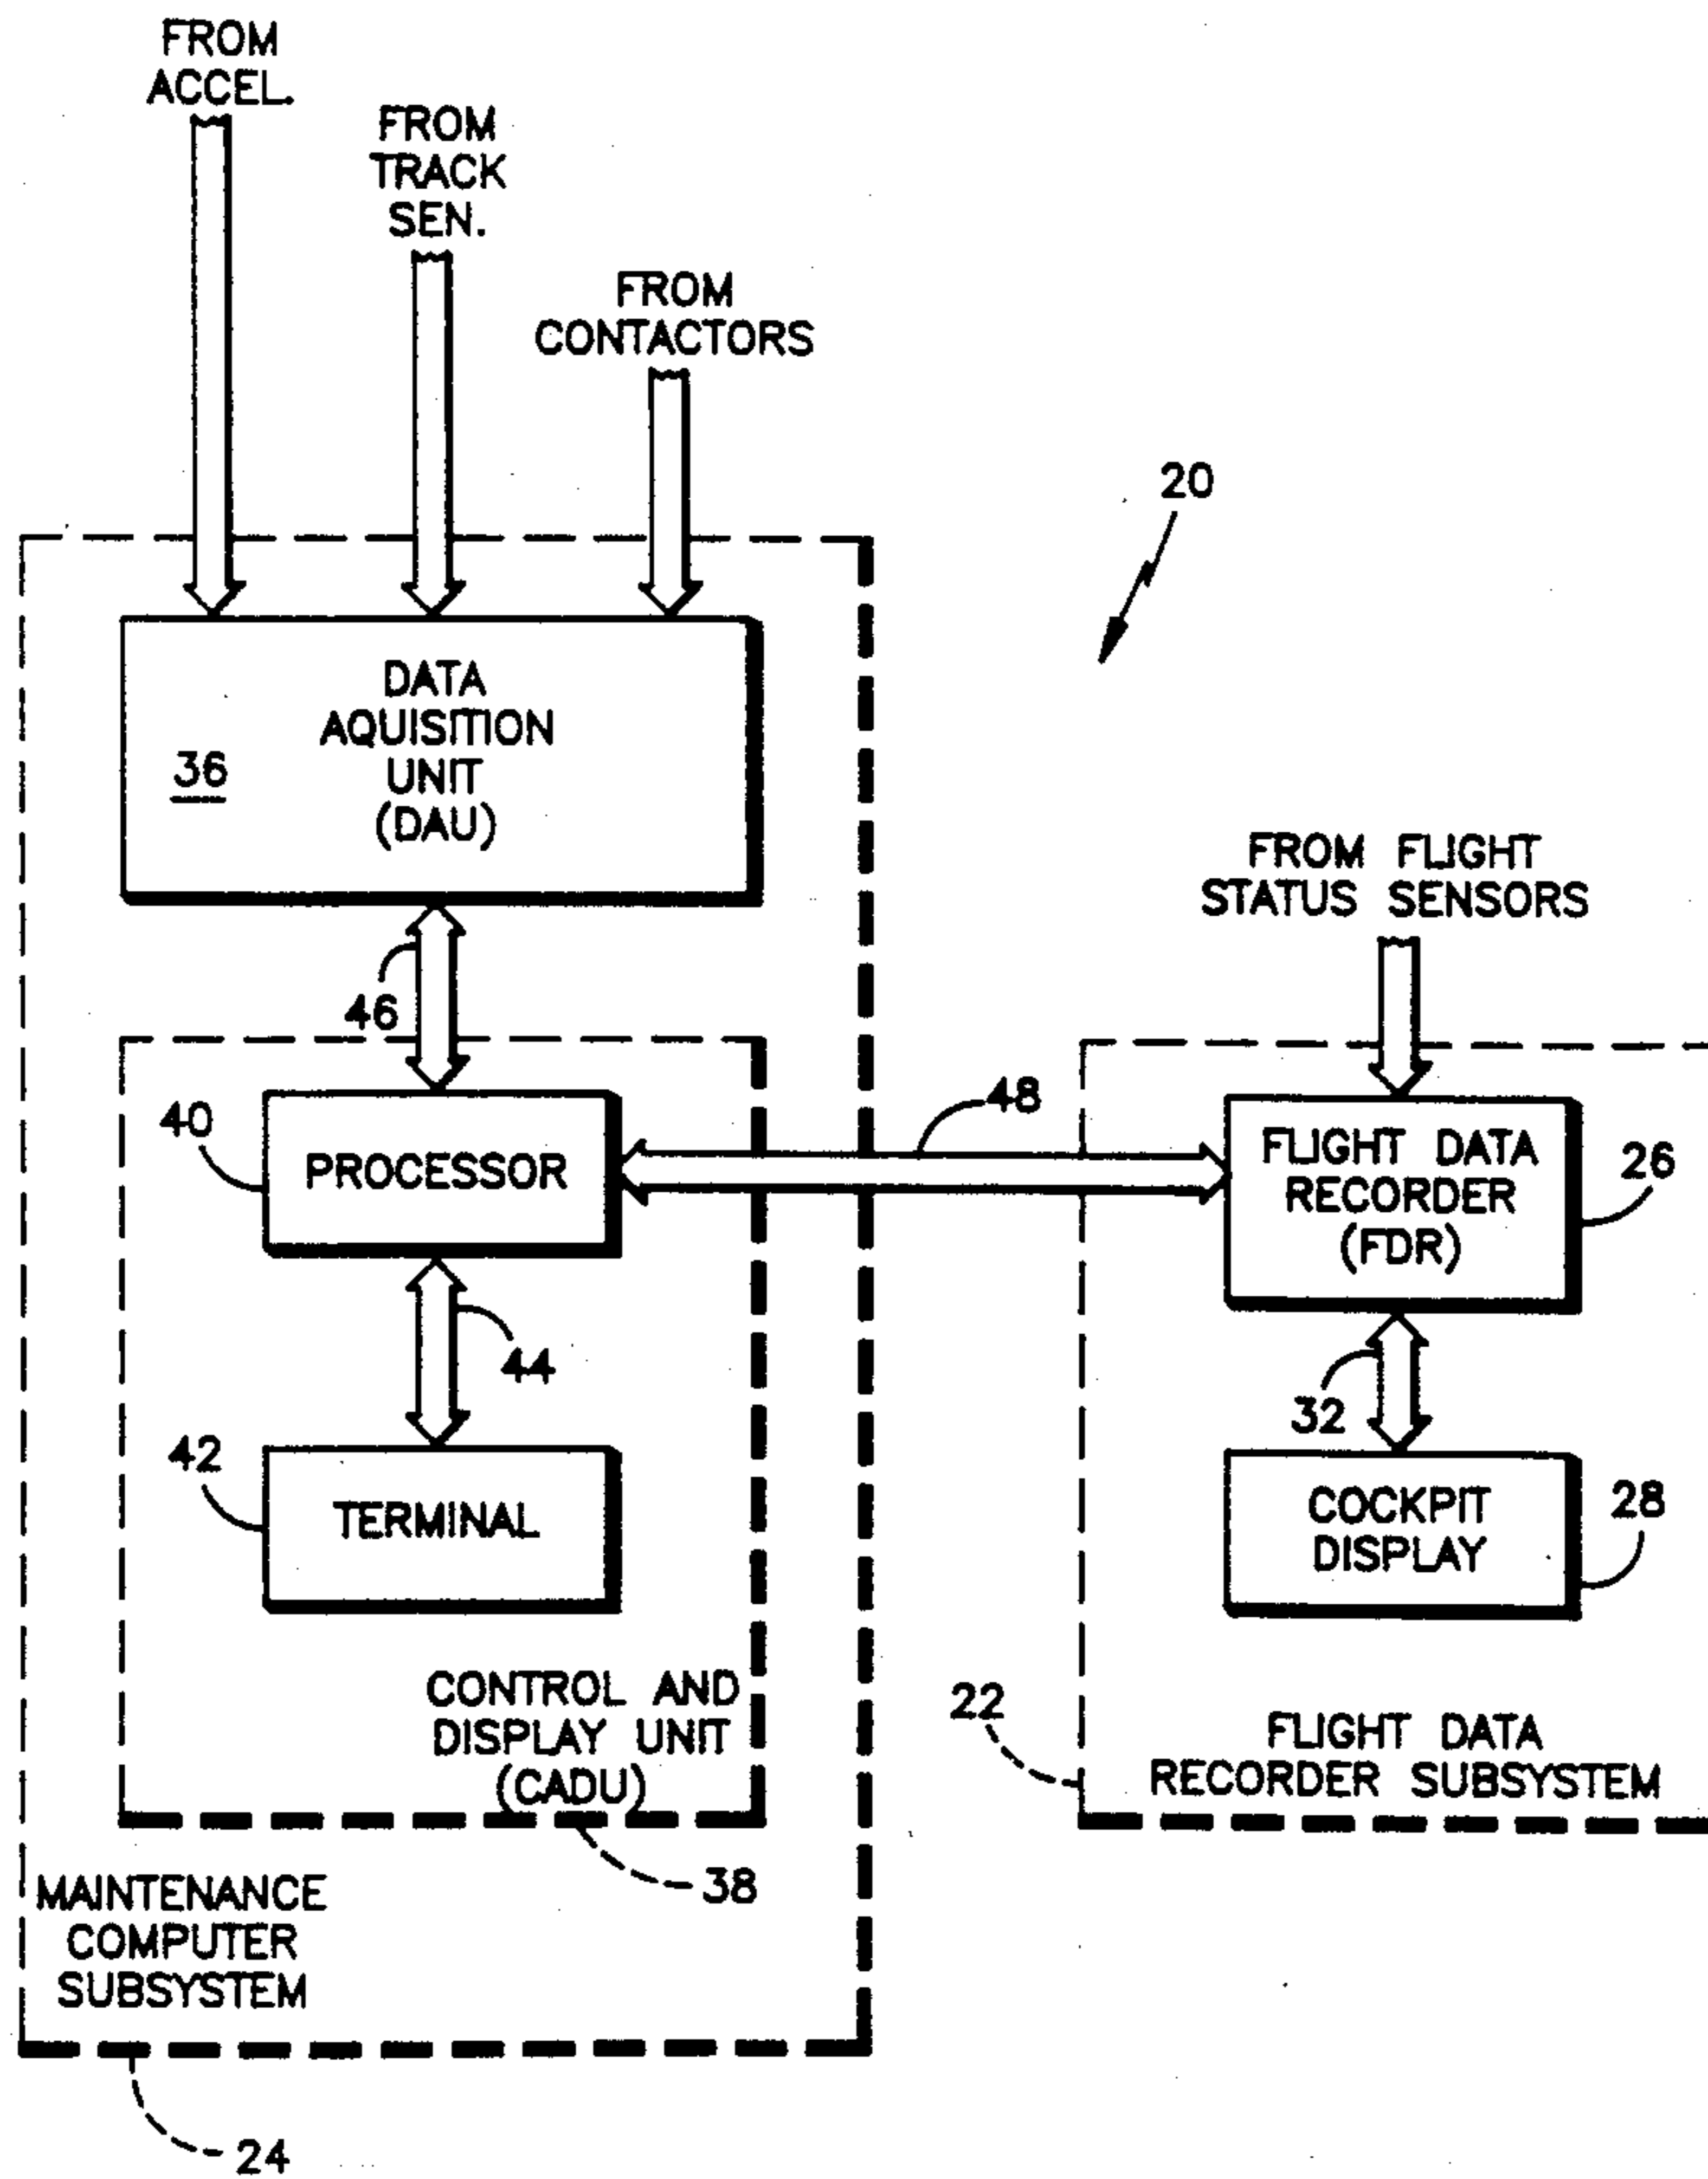 FROM
ACCEL.
FROM
TRACK
SEN.
FROM
CONTACTORS
20
DATA
AQUISITION
UNIT
(DAU)
36
FROM FLIGHT
STATUS SENSORS
46
48
40
PROCESSOR
FLIGHT DATA
RECORDER
(FDR)
26
44
32
42
TERMINAL
COCKPIT
DISPLAY
28
CONTROL AND
DISPLAY UNIT
(CADU)
22
FLIGHT DATA
RECORDER SUBSYSTEM
38
MAINTENANCE
COMPUTER
SUBSYSTEM
24